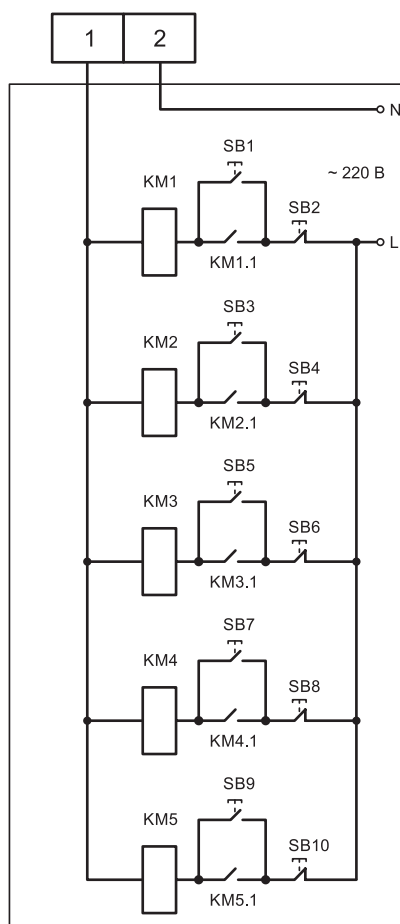 1 2
N
SB1
~ 220 В
KM1
SB2
L
KM1.1
SB3
KM2
SB4
KM2.1
SB5
KM3
SB6
KM3.1
SB7
KM4
SB8
KM4.1
SB9
KM5
SB10
KM5.1